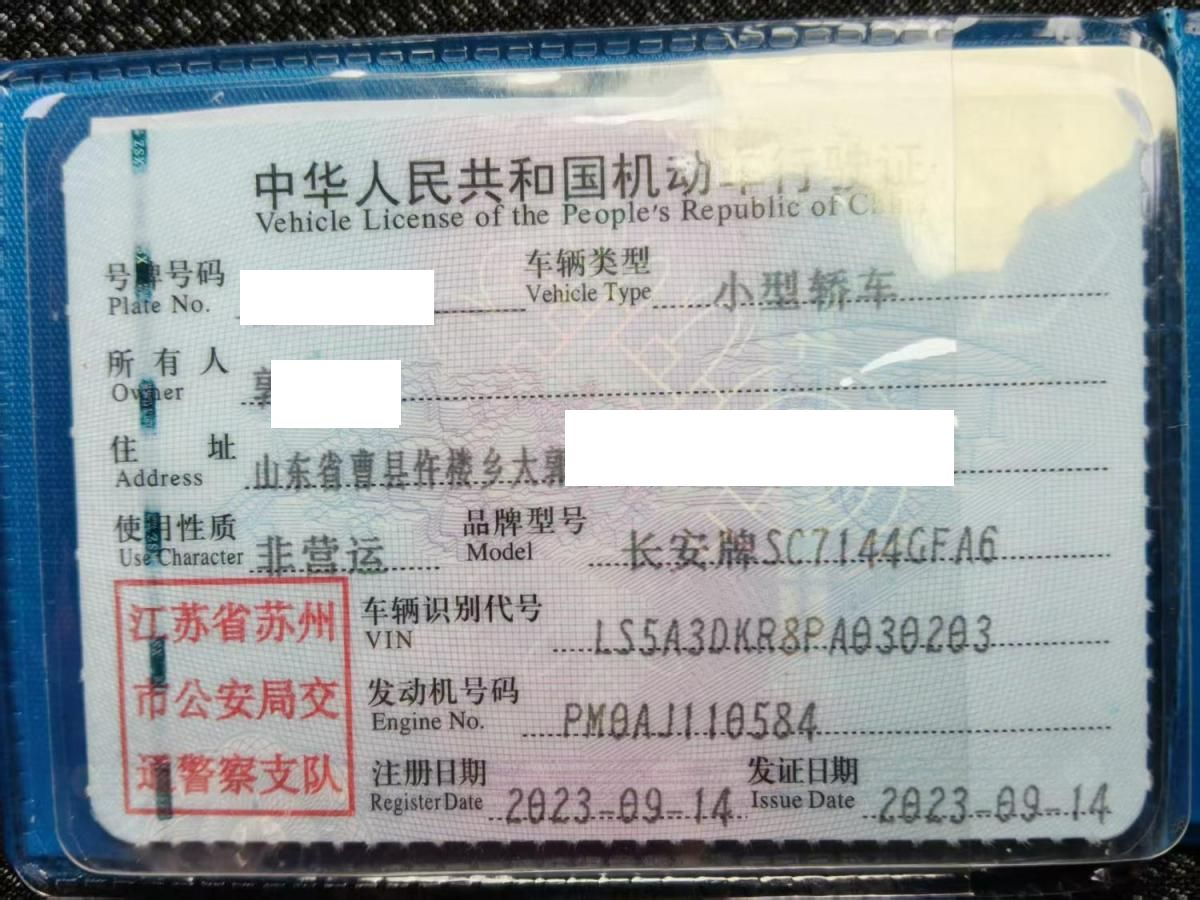 中华人民共和国机动车行驶证
Vehicle License of the People's Republic of China
号牌号码
Plate No.
车辆类型
Vehicle Type
小型轿车
所有人
Owner
郭
住址
Address
山东省曹县仵楼乡大郭
使用性质
Use Character
非营运
品牌型号
Model
长安牌SC7144GFA6
江苏省苏州
市公安局交
通警察支队
车辆识别代号
VIN
LS5A3DKR8PA030203
发动机号码
Engine No.
PM0AJ110584
注册日期
Register Date
2023-09-14
发证日期
Issue Date
2023-09-14